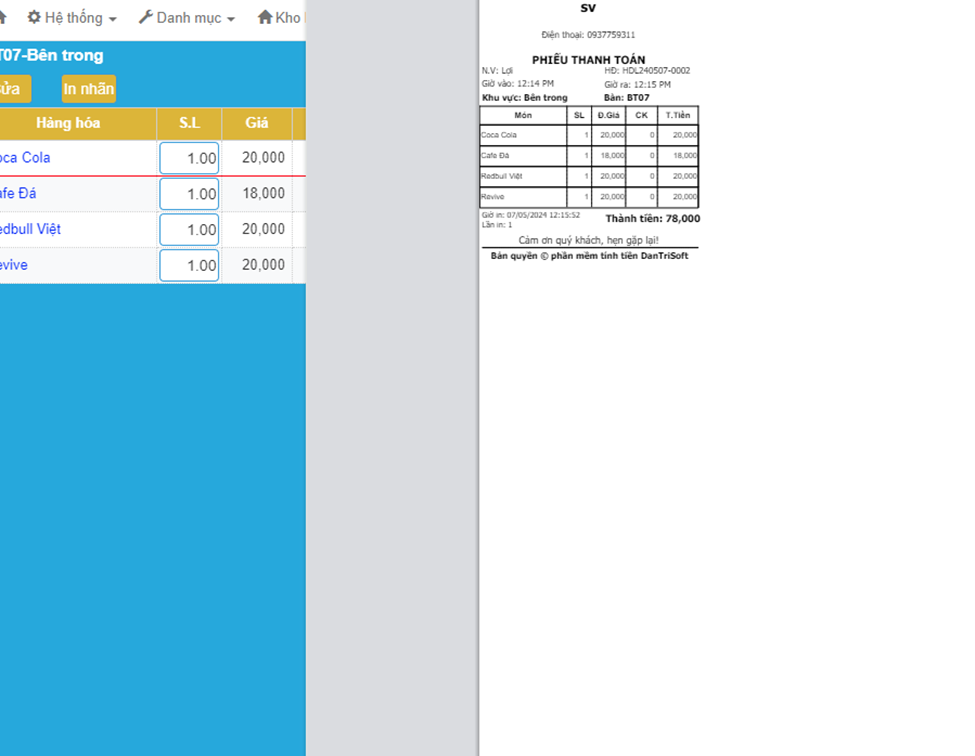 Hệ thống Danh mục Kho
T07-Bên trong
ửa In nhãn
Hàng hóa S.L Giá
oca Cola 1.00 20,000
afe Đá 1.00 18,000
edbull Việt 1.00 20,000
evive 1.00 20,000
SV
Điện thoại: 0937759311
PHIẾU THANH TOÁN
N.V: Lợi HĐ: HDL240507-0002
Giờ vào: 12:14 PM Giờ ra: 12:15 PM
Khu vực: Bên trong Bàn: BT07
Món SL Đ.Giá CK T.Tiền
Coca Cola 1 20,000 0 20,000
Cafe Đá 1 18,000 0 18,000
Redbull Việt 1 20,000 0 20,000
Revive 1 20,000 0 20,000
Giờ in: 07/05/2024 12:15:52
Lần in: 1
Thành tiền: 78,000
Cảm ơn quý khách, hẹn gặp lại!
Bản quyền © phần mềm tính tiền DanTriSoft